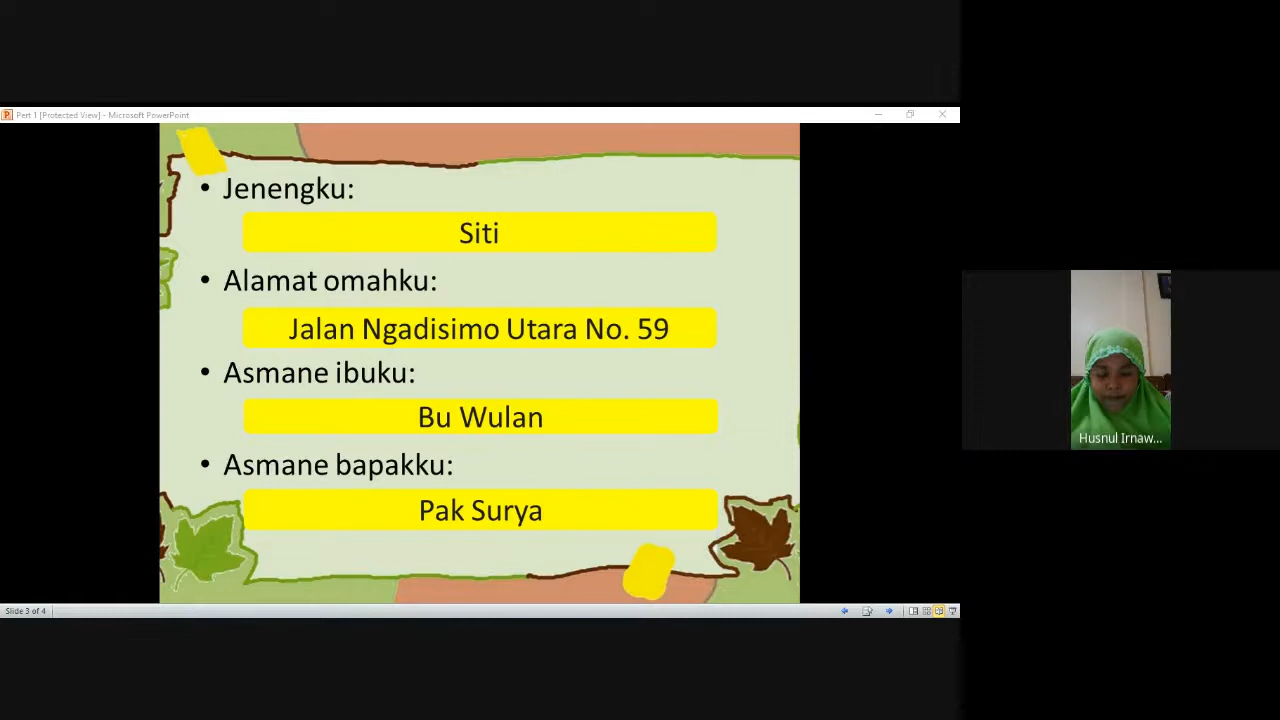 Pert 1 [Protected View] - Microsoft PowerPoint
• Jenengku:
Siti
• Alamat omahku:
Jalan Ngadisimo Utara No. 59
• Asmane ibuku:
Bu Wulan
• Asmane bapakku:
Pak Surya
Slide 3 of 4
Husnul Irnaw...